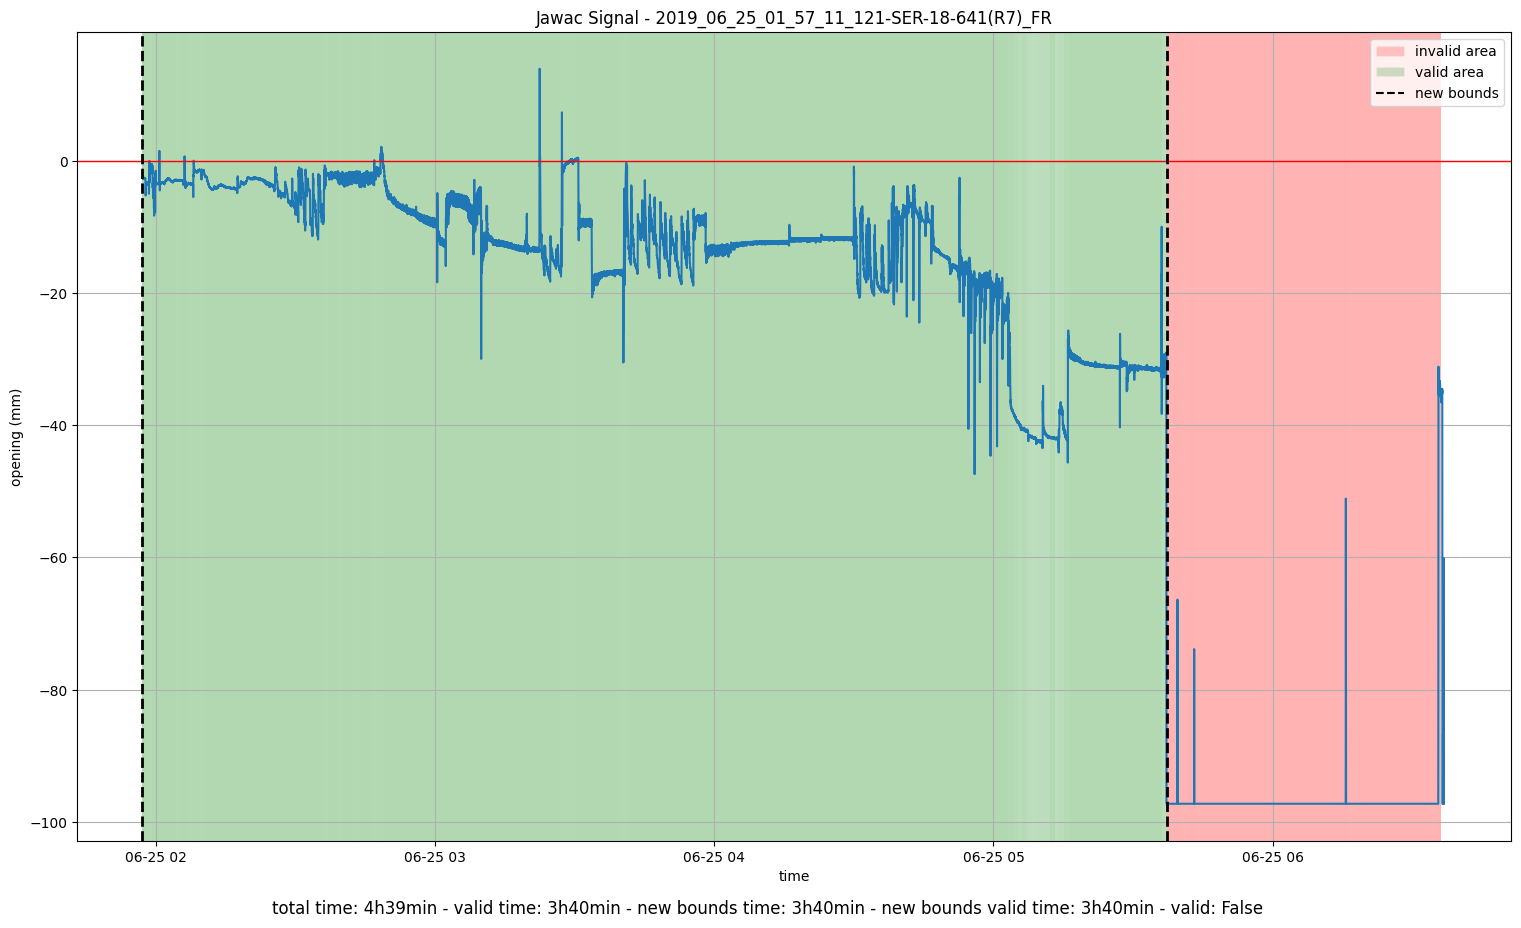 Jawac Signal - 2019_06_25_01_57_11_121-SER-18-641(R7)_FR
invalid area
valid area
new bounds
opening (mm)
0
−20
−40
−60
−80
−100
06-25 02
06-25 03
06-25 04
06-25 05
06-25 06
time
total time: 4h39min - valid time: 3h40min - new bounds time: 3h40min - new bounds valid time: 3h40min - valid: False